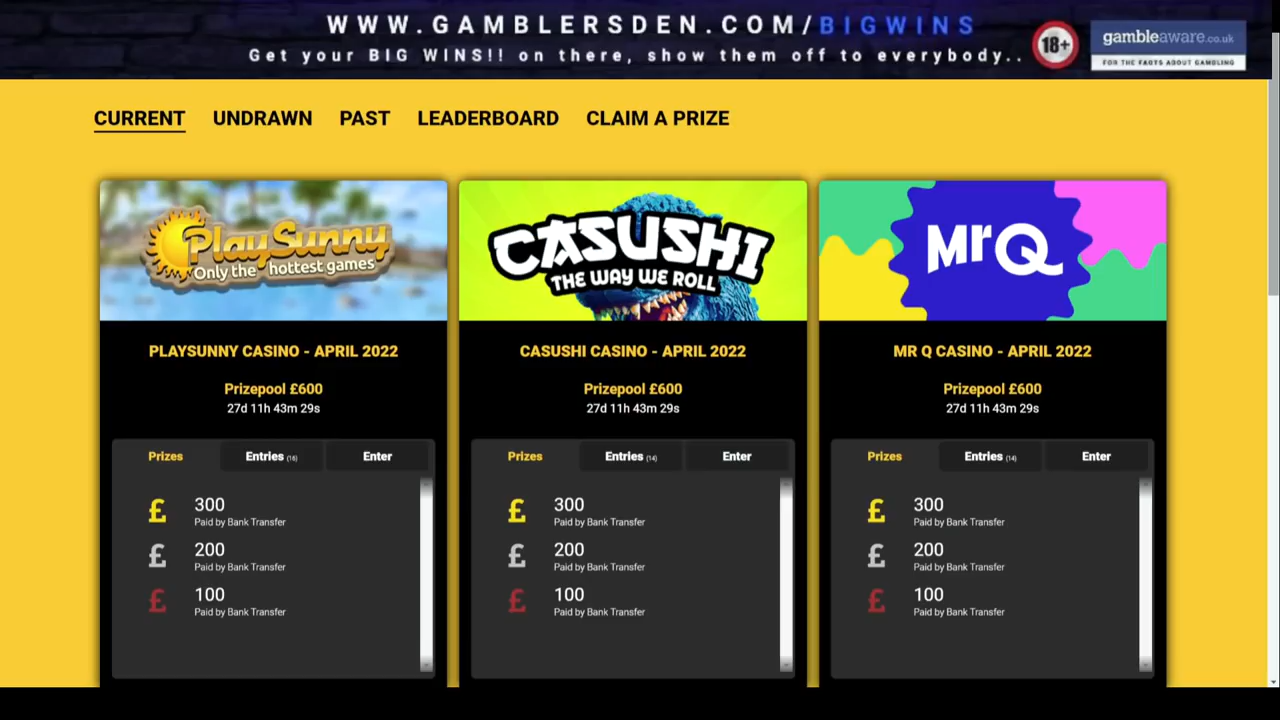 WWW.GAMBLERSDEN.COM/BIGWINS
Get your BIG WINS!! on there, show them off to everybody..
18+
gambleaware.co.uk
FOR THE FACTS ABOUT GAMBLING
CURRENT UNDRAWN PAST LEADERBOARD CLAIM A PRIZE
PlaySunny
Only the hottest games
CASUSHI
THE WAY WE ROLL
MrQ
PLAYSUNNY CASINO - APRIL 2022
Prizepool £600
27d 11h 43m 29s
Prizes Entries (16) Enter
£ 300
Paid by Bank Transfer
£ 200
Paid by Bank Transfer
£ 100
Paid by Bank Transfer
CASUSHI CASINO - APRIL 2022
Prizepool £600
27d 11h 43m 29s
Prizes Entries (14) Enter
£ 300
Paid by Bank Transfer
£ 200
Paid by Bank Transfer
£ 100
Paid by Bank Transfer
MR Q CASINO - APRIL 2022
Prizepool £600
27d 11h 43m 29s
Prizes Entries (14) Enter
£ 300
Paid by Bank Transfer
£ 200
Paid by Bank Transfer
£ 100
Paid by Bank Transfer